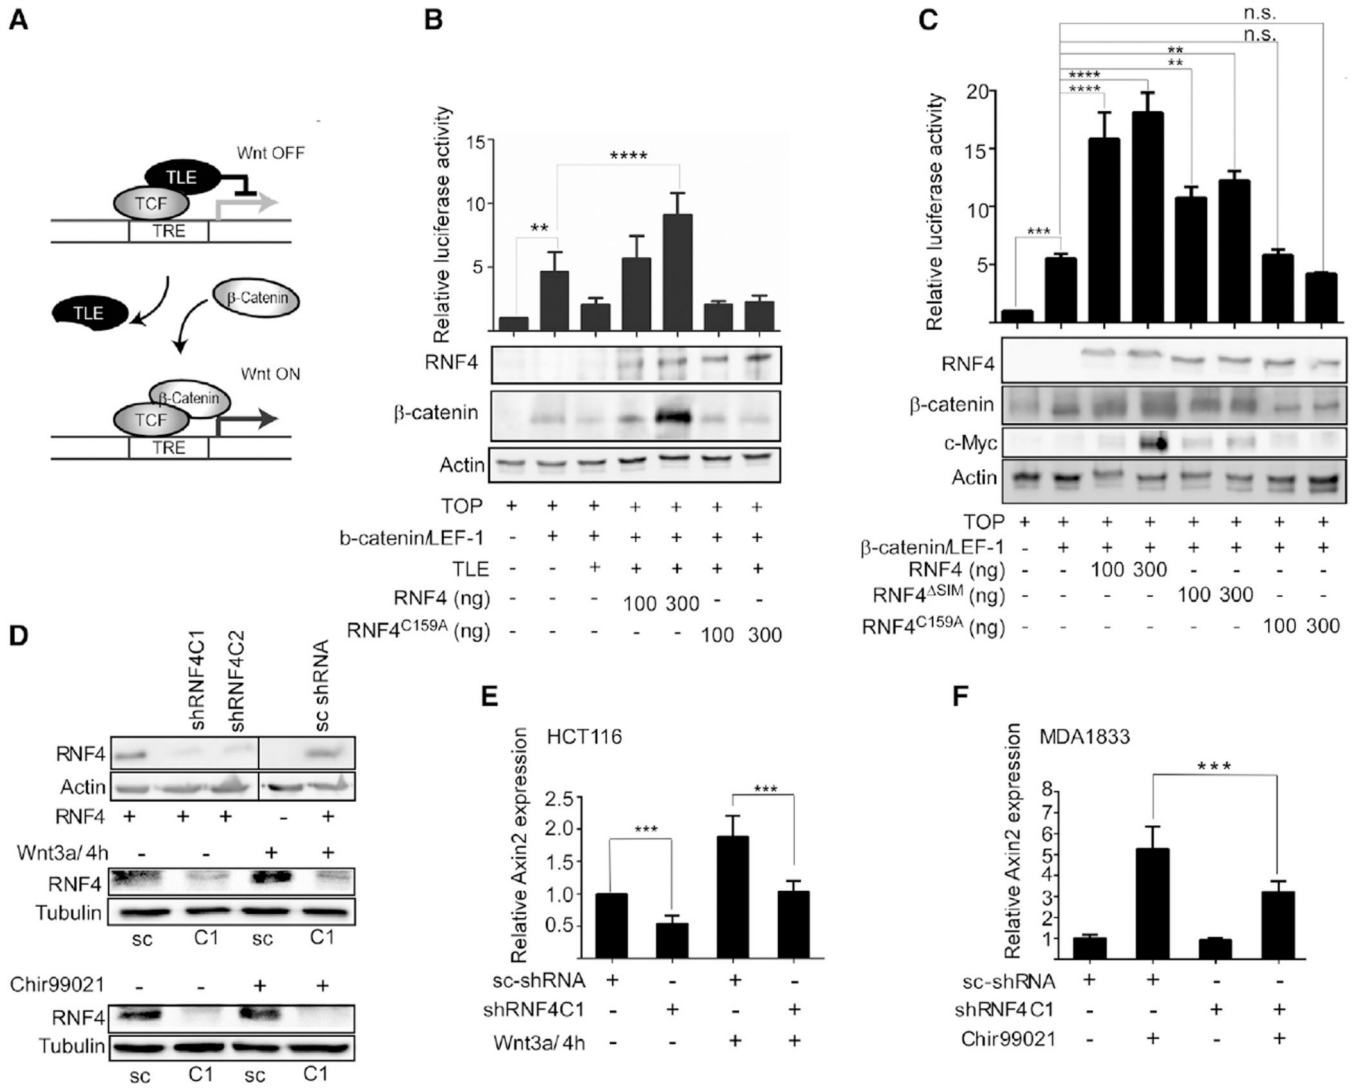 A
Wnt OFF
TLE
TCF
TRE
TLE
β-Catenin
Wnt ON
β-Catenin
TCF
TRE
B
Relative luciferase activity
15
10
5
**
****
RNF4
β-catenin
Actin
TOP + + + + + + +
b-catenin/LEF-1 - + + + + + +
TLE - - + + + + +
RNF4 (ng) - - - 100 300 - -
RNF4C159A (ng) - - - - - 100 300
C
Relative luciferase activity
20
15
10
5
n.s.
n.s.
**
**
****
****
***
RNF4
β-catenin
c-Myc
Actin
TOP + + + + + + + +
β-catenin/LEF-1 - + + + + + + +
RNF4 (ng) - - 100 300 - - - -
RNF4ΔSIM (ng) - - - - 100 300 - -
RNF4C159A (ng) - - - - - - 100 300
D
shRNF4C1
shRNF4C2
sc shRNA
RNF4
Actin
RNF4 + + + - +
Wnt3a/ 4h - - + +
RNF4
Tubulin
sc C1 sc C1
Chir99021 - - + +
RNF4
Tubulin
sc C1 sc C1
E
HCT116
Relative Axin2 expression
2.5
2.0
1.5
1.0
0.5
***
***
sc-shRNA + - + -
shRNF4C1 - + - +
Wnt3a/ 4h - - + +
F
MDA1833
Relative Axin2 expression
8
7
6
5
4
3
2
1
***
sc-shRNA + + - -
shRNF4C1 - - + +
Chir99021 - + - +